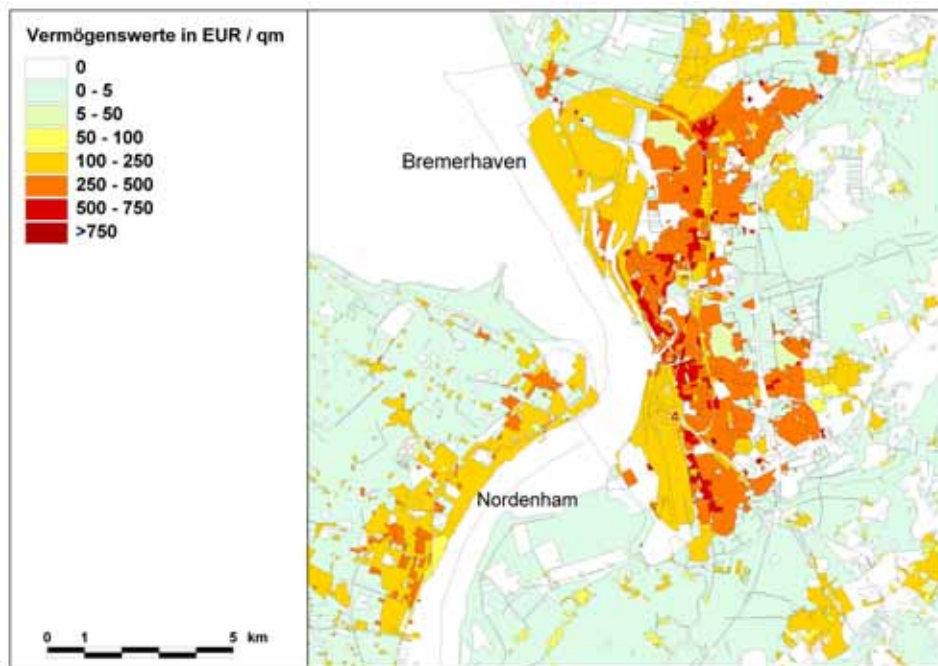 Vermögenswerte in EUR / qm
0
0 - 5
5 - 50
50 - 100
100 - 250
250 - 500
500 - 750
>750
Bremerhaven
Nordenham
0 1 5 km